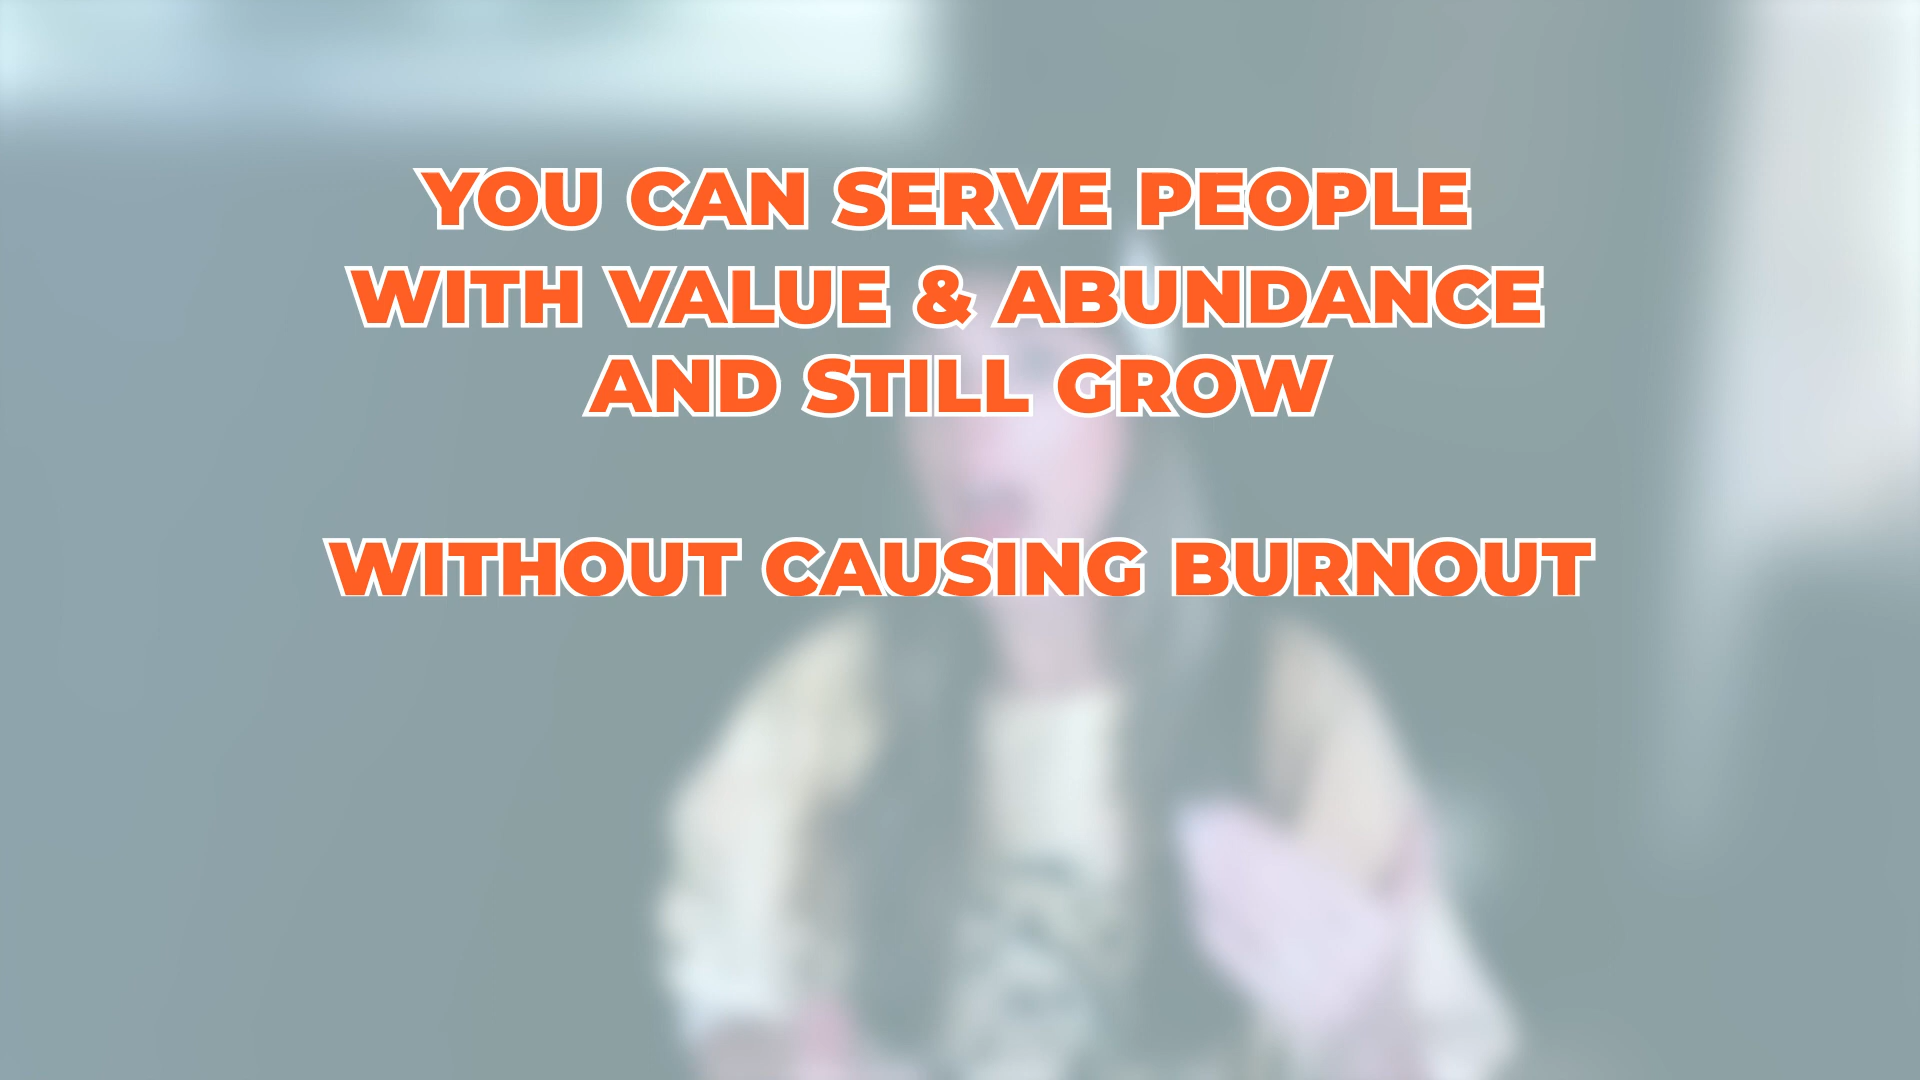 YOU CAN SERVE PEOPLE
WITH VALUE & ABUNDANCE
AND STILL GROW
WITHOUT CAUSING BURNOUT